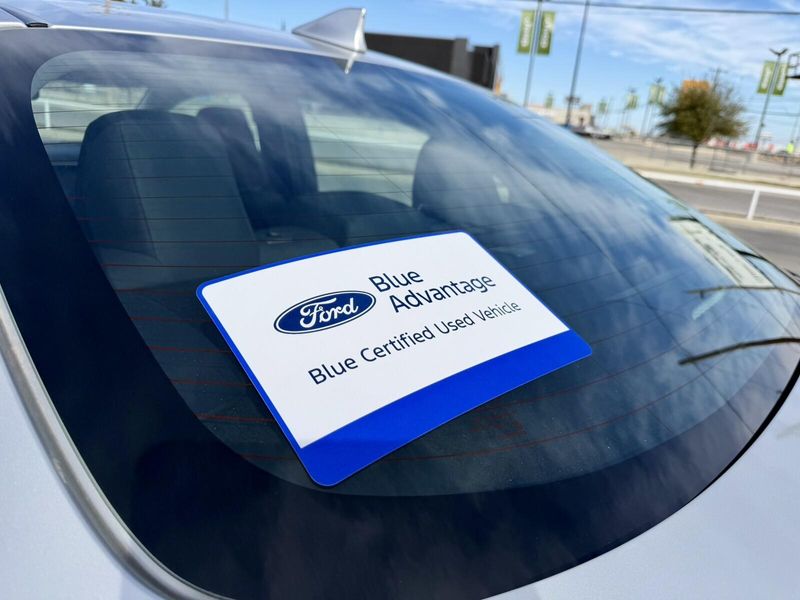 Ford
Blue
Advantage
Blue Certified Used Vehicle